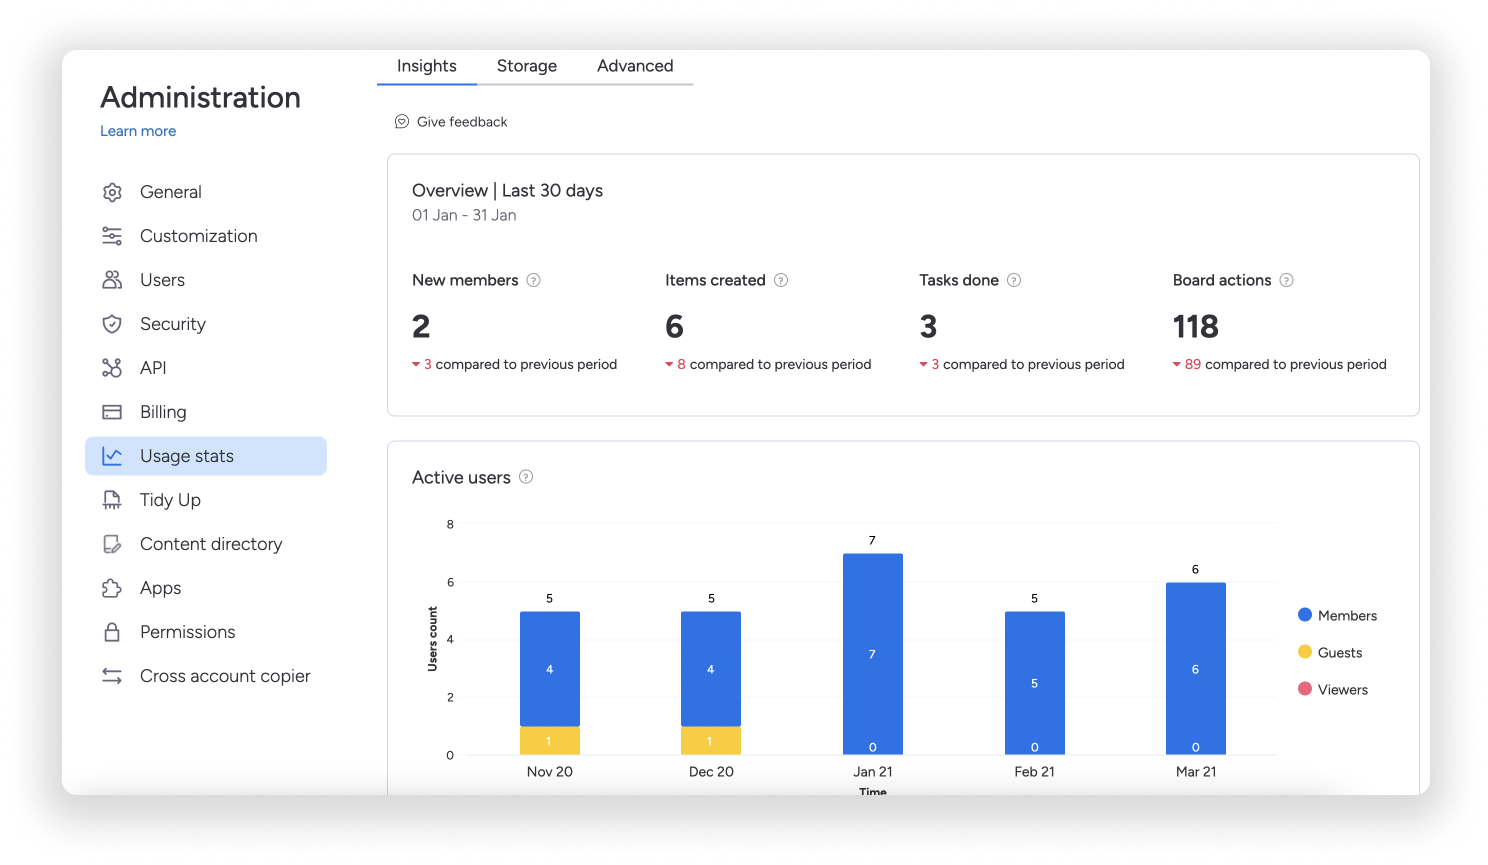 Administration
Learn more
General
Customization
Users
Security
API
Billing
Usage stats
Tidy Up
Content directory
Apps
Permissions
Cross account copier
Insights Storage Advanced
Give feedback
Overview | Last 30 days
01 Jan - 31 Jan
New members ? Items created ? Tasks done ? Board actions ?
2 6 3 118
3 compared to previous period 8 compared to previous period 3 compared to previous period 89 compared to previous period
Active users ?
Users count
8
6
4
2
0
5 5 7 5 6
4 4 7 5 6
1 1 0 0 0
Nov 20 Dec 20 Jan 21 Feb 21 Mar 21
Time
Members
Guests
Viewers